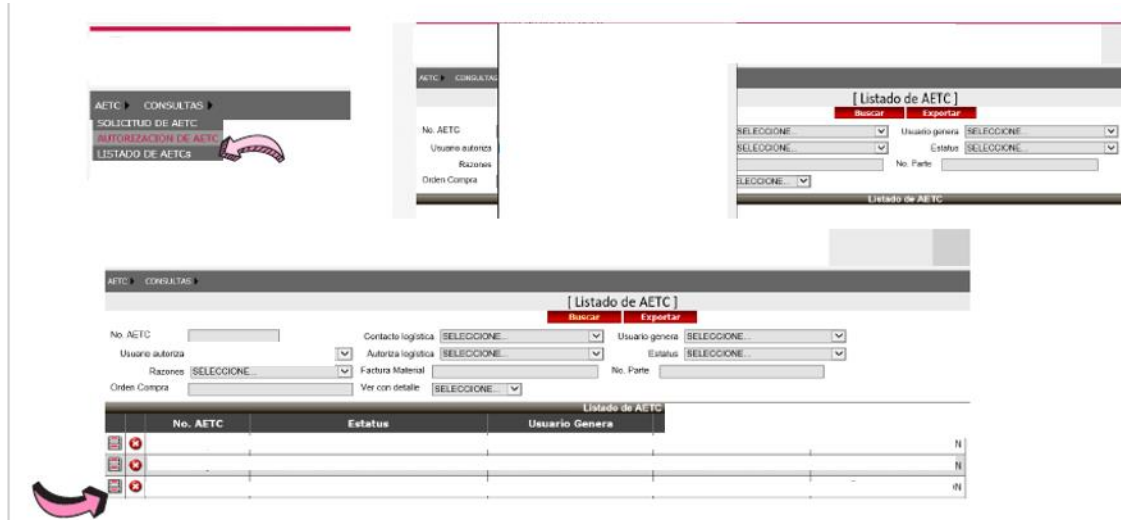 AETC CONSULTAS
SOLICITUD DE AETC
AUTORIZACION DE AETC
LISTADO DE AETCs
AETC CONSULTAS
No. AETC
Usuario autoriza
Razones
Orden Compra
[ Listado de AETC ]
Buscar Exportar
SELECCIONE... Usuario genera SELECCIONE...
SELECCIONE... Estatus SELECCIONE...
No. Parte
SELECCIONE...
Listado de AETC
AETC CONSULTAS
[ Listado de AETC ]
Buscar Exportar
No. AETC Contacto logística SELECCIONE... Usuario genera SELECCIONE...
Usuario autoriza Autoriza logística SELECCIONE... Estatus SELECCIONE...
Razones SELECCIONE... Factura Material No. Parte
Orden Compra Ver con detalle SELECCIONE...
Listado de AETC
No. AETC Estatus Usuario Genera
N
N
N